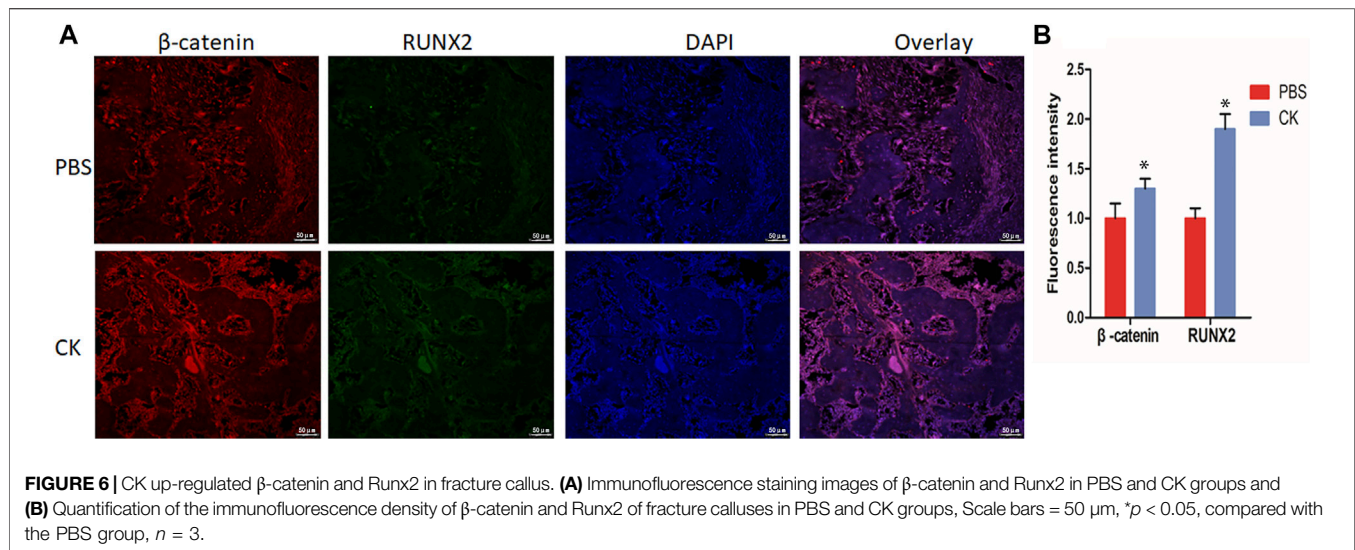 A
B
β-catenin RUNX2 DAPI Overlay
PBS
50 μm 50 μm 50 μm 50 μm
CK
50 μm 50 μm 50 μm 50 μm
Fluorescence intensity
2.5
2.0
1.5
1.0
0.5
0.0
PBS
CK
* *
β -catenin RUNX2
FIGURE 6 | CK up-regulated β-catenin and Runx2 in fracture callus. (A) Immunofluorescence staining images of β-catenin and Runx2 in PBS and CK groups and
(B) Quantification of the immunofluorescence density of β-catenin and Runx2 of fracture calluses in PBS and CK groups, Scale bars = 50 μm, *p < 0.05, compared with
the PBS group, n = 3.